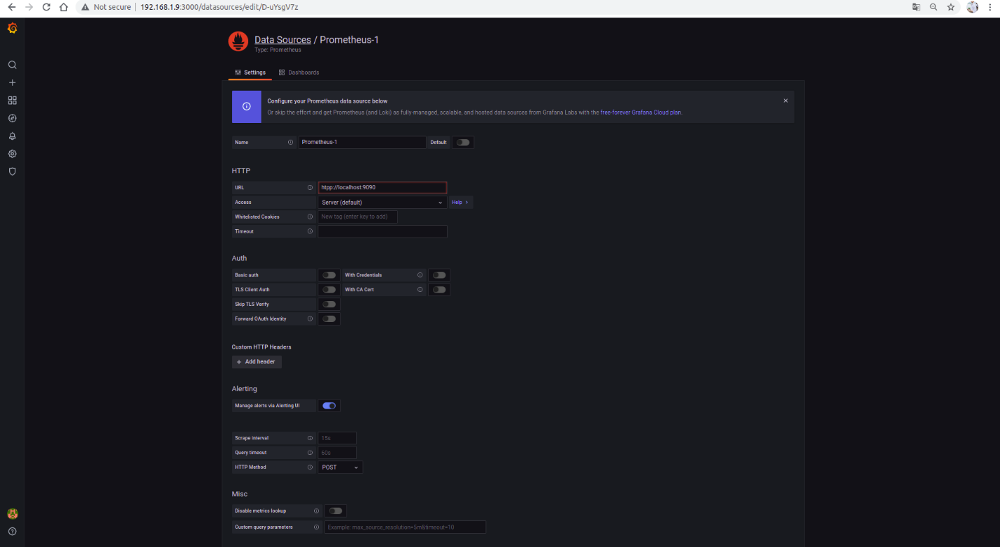 Not secure 192.168.1.9:3000/datasources/edit/D-uYsgV7z
Data Sources / Prometheus-1
Type: Prometheus
Settings Dashboards
Configure your Prometheus data source below
Or skip the effort and get Prometheus (and Loki) as fully-managed, scalable, and hosted data sources from Grafana Labs with the free-forever Grafana Cloud plan.
Name Prometheus-1 Default
HTTP
URL htpp://localhost:9090
Access Server (default) Help >
Whitelisted Cookies New tag (enter key to add)
Timeout
Auth
Basic auth With Credentials
TLS Client Auth With CA Cert
Skip TLS Verify
Forward OAuth Identity
Custom HTTP Headers
+ Add header
Alerting
Manage alerts via Alerting UI
Scrape interval 15s
Query timeout 60s
HTTP Method POST
Misc
Disable metrics lookup
Custom query parameters Example: max_source_resolution=5m&timeout=10